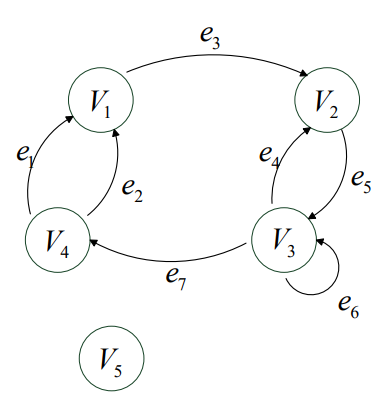 e₃
V₁
V₂
e₁
e₂
e₄
e₅
V₄
V₃
e₇
e₆
V₅